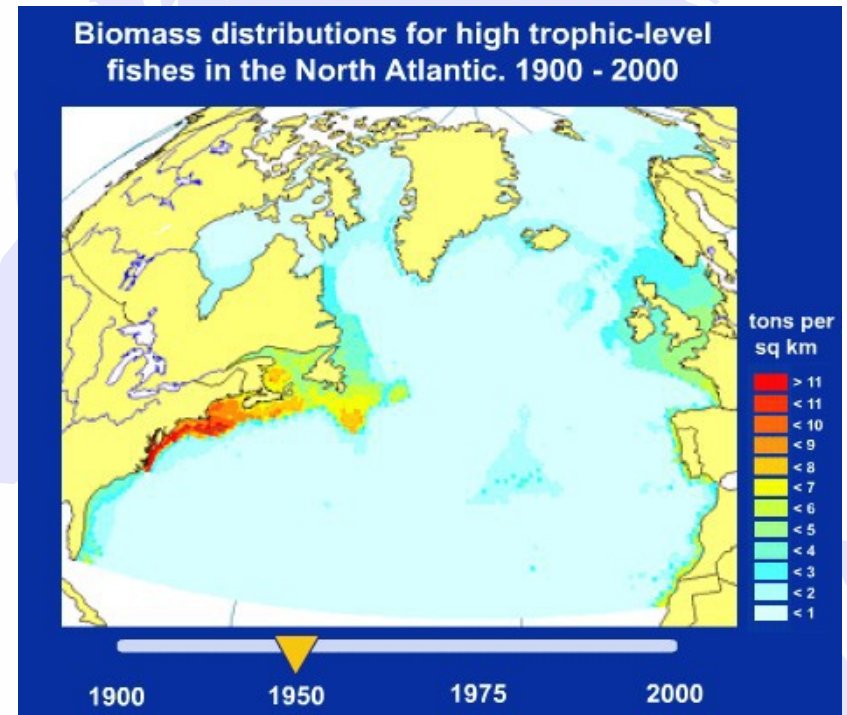 Biomass distributions for high trophic-level
fishes in the North Atlantic. 1900 - 2000
tons per
sq km
> 11
< 11
< 10
< 9
< 8
< 7
< 6
< 5
< 4
< 3
< 2
< 1
1900 1950 1975 2000